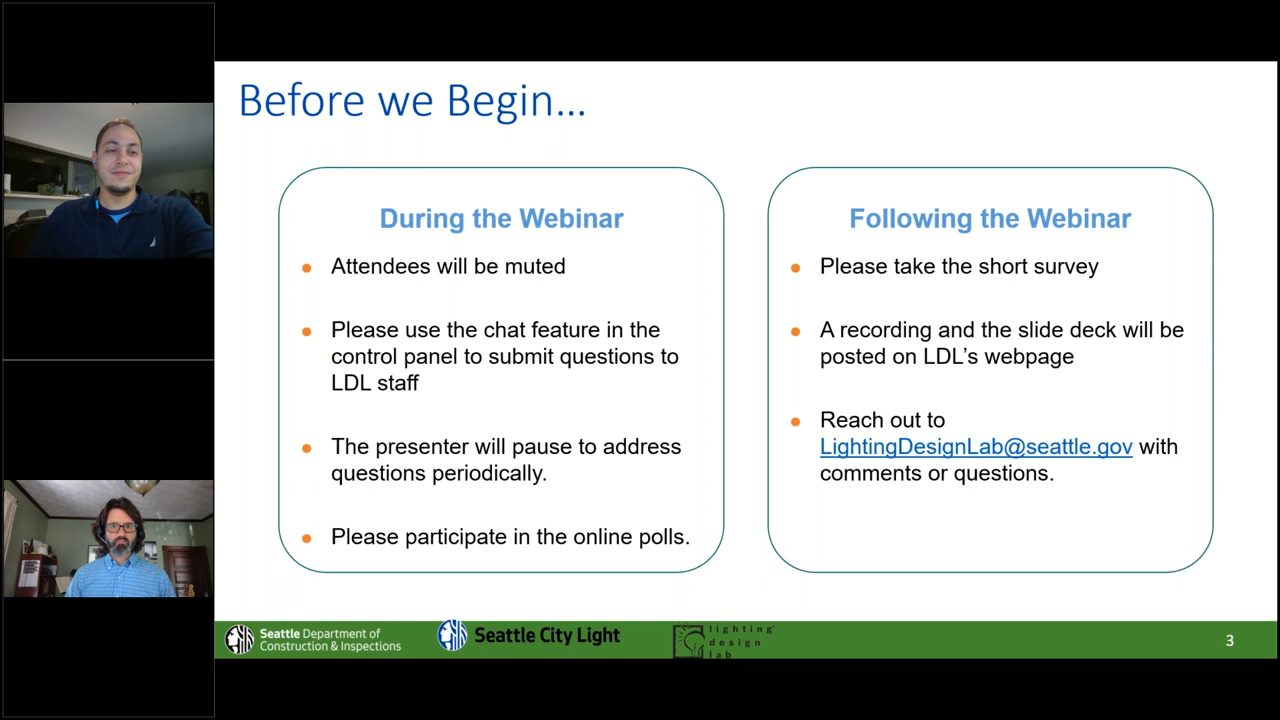 Before we Begin...
During the Webinar
Attendees will be muted
Please use the chat feature in the
control panel to submit questions to
LDL staff
The presenter will pause to address
questions periodically.
Please participate in the online polls.
Following the Webinar
Please take the short survey
A recording and the slide deck will be
posted on LDL’s webpage
Reach out to
LightingDesignLab@seattle.gov with
comments or questions.
Seattle Department of
Construction & Inspections
Seattle City Light
lighting
design
lab
3